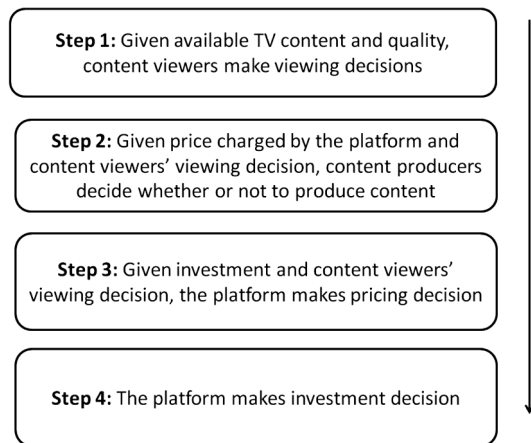 Step 1: Given available TV content and quality,
content viewers make viewing decisions
Step 2: Given price charged by the platform and
content viewers’ viewing decision, content producers
decide whether or not to produce content
Step 3: Given investment and content viewers’
viewing decision, the platform makes pricing decision
Step 4: The platform makes investment decision